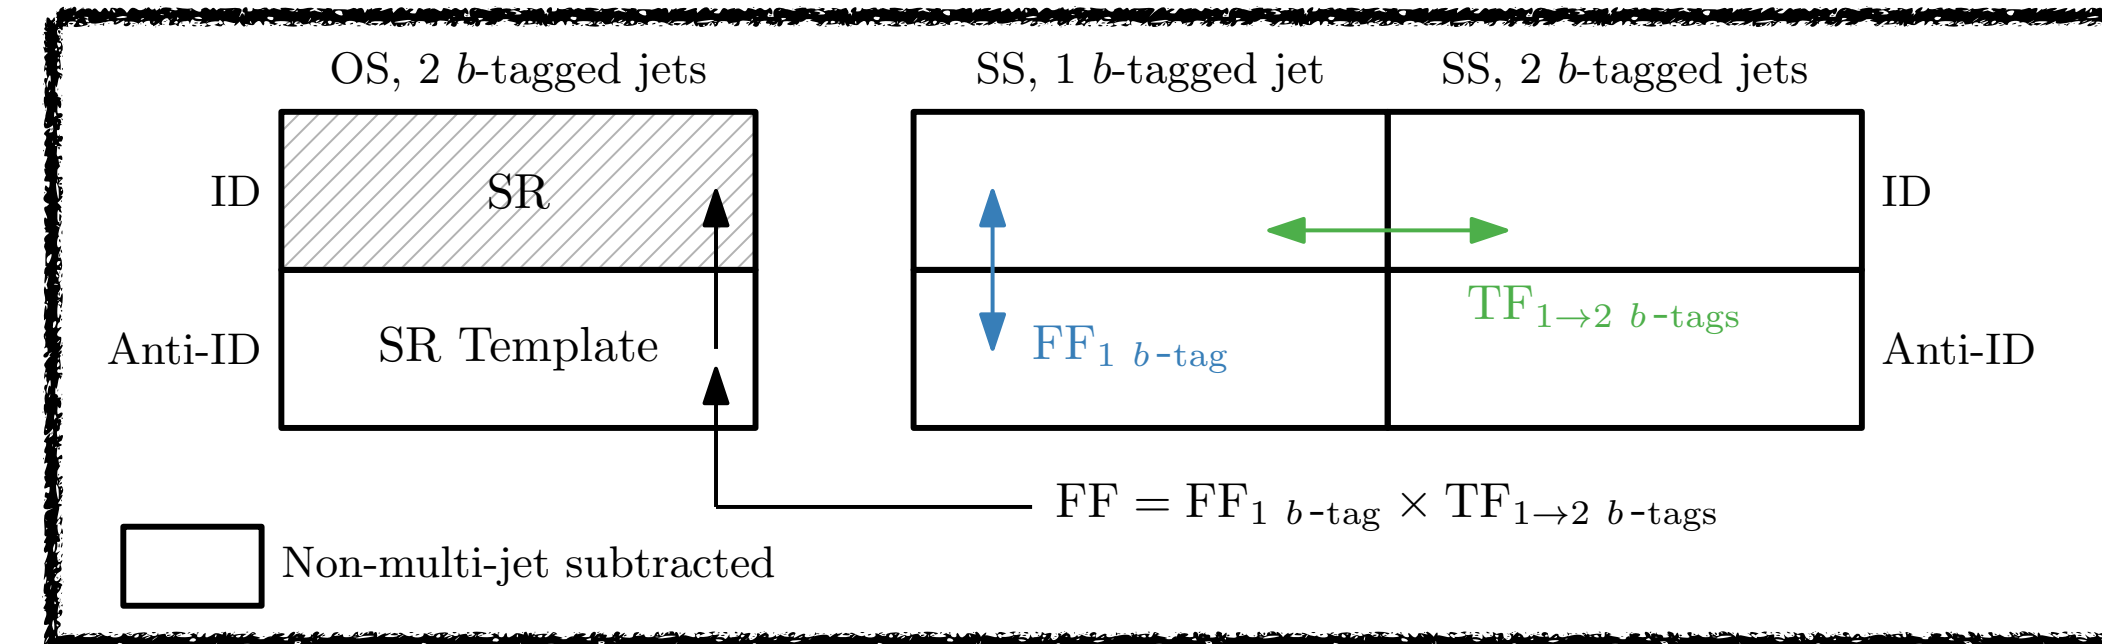 OS, 2 b-tagged jets
SS, 1 b-tagged jet
SS, 2 b-tagged jets
ID
SR
ID
Anti-ID
SR Template
FF1 b-tag
TF1→2 b-tags
Anti-ID
FF = FF1 b-tag × TF1→2 b-tags
Non-multi-jet subtracted